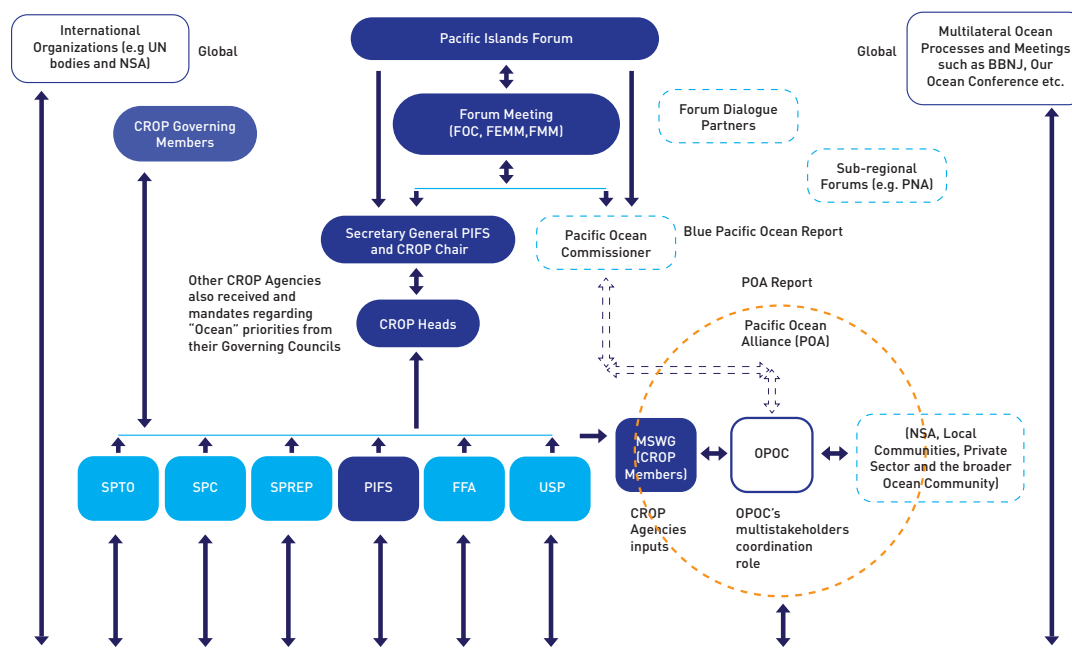 International
Organizations (e.g UN
bodies and NSA)
Global
Pacific Islands Forum
Global
Multilateral Ocean
Processes and Meetings
such as BBNJ, Our
Ocean Conference etc.
CROP Governing
Members
Forum Meeting
(FOC, FEMM,FMM)
Forum Dialogue
Partners
Sub-regional
Forums (e.g. PNA)
Secretary General PIFS
and CROP Chair
Pacific Ocean
Commissioner
Blue Pacific Ocean Report
Other CROP Agencies
also received and
mandates regarding
“Ocean” priorities from
their Governing Councils
CROP Heads
POA Report
Pacific Ocean
Alliance (POA)
SPTO
SPC
SPREP
PIFS
FFA
USP
MSWG
(CROP
Members)
OPOC
(NSA, Local
Communities, Private
Sector and the broader
Ocean Community)
CROP
Agencies
inputs
OPOC’s
multistakeholders
coordination
role